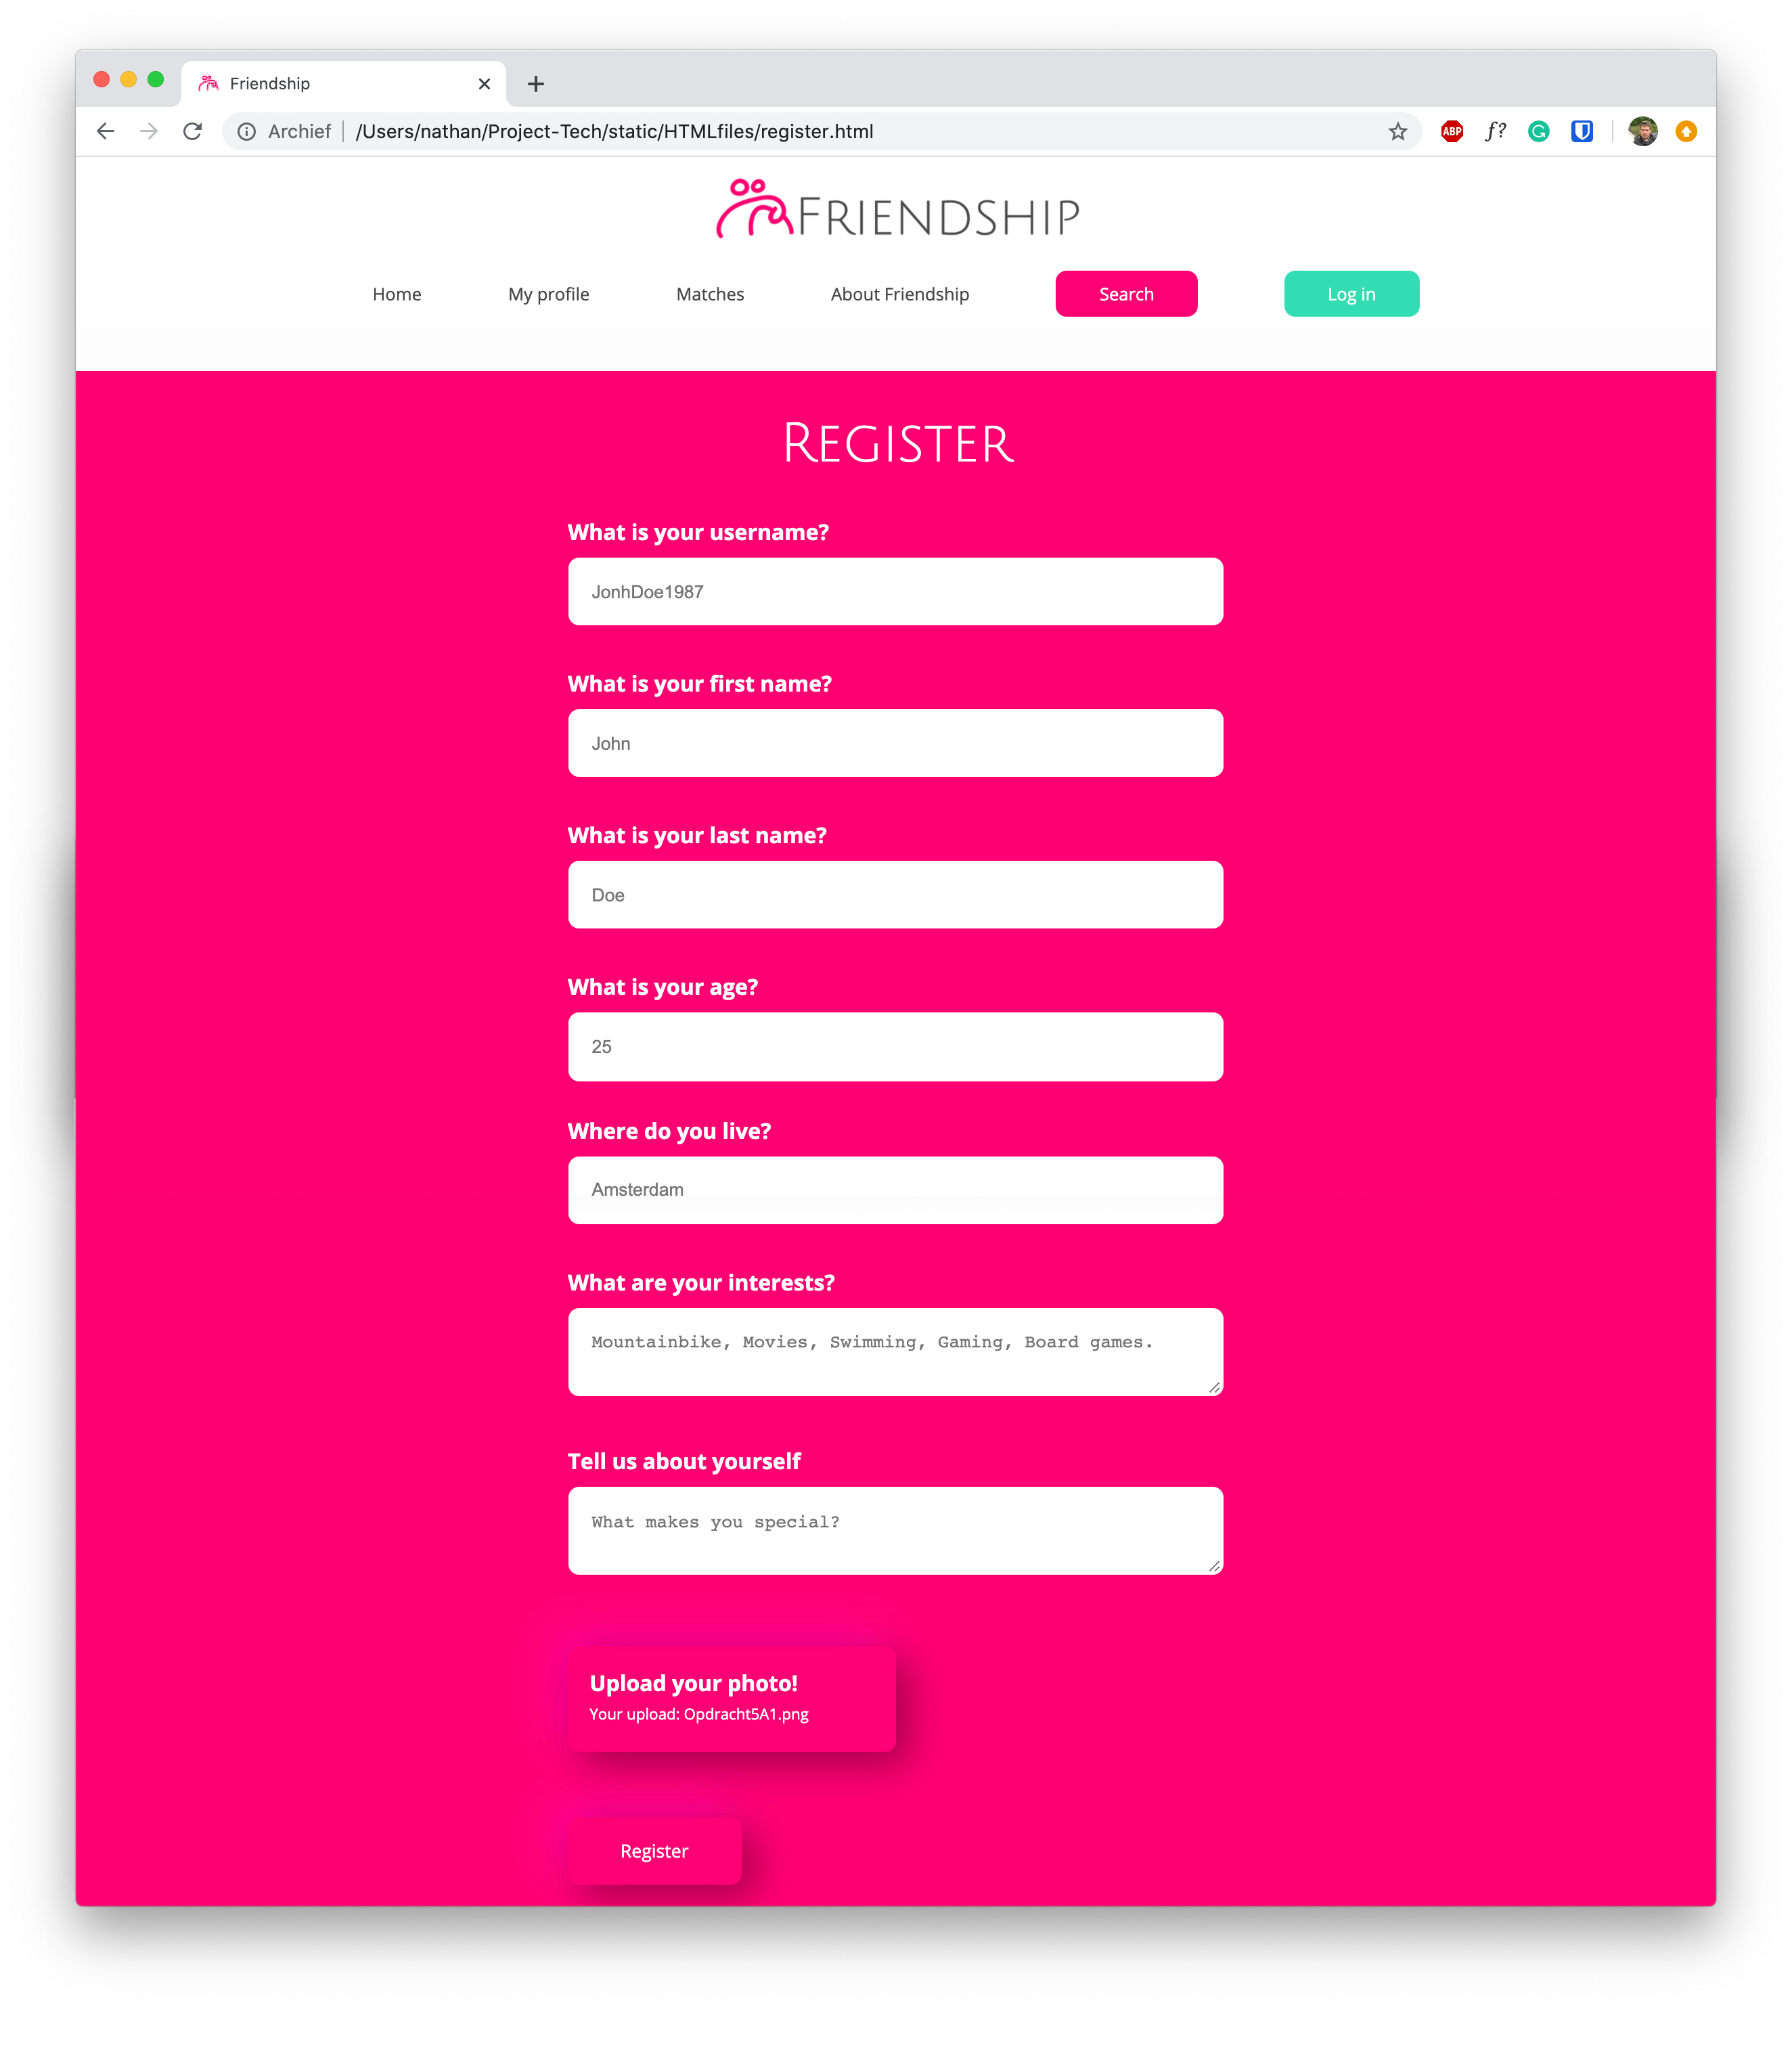 Friendship
Archief | /Users/nathan/Project-Tech/static/HTMLfiles/register.html
ABP f?
FRIENDSHIP
Home My profile Matches About Friendship Search Log in
REGISTER
What is your username?
JonhDoe1987
What is your first name?
John
What is your last name?
Doe
What is your age?
25
Where do you live?
Amsterdam
What are your interests?
Mountainbike, Movies, Swimming, Gaming, Board games.
Tell us about yourself
What makes you special?
Upload your photo!
Your upload: Opdracht5A1.png
Register